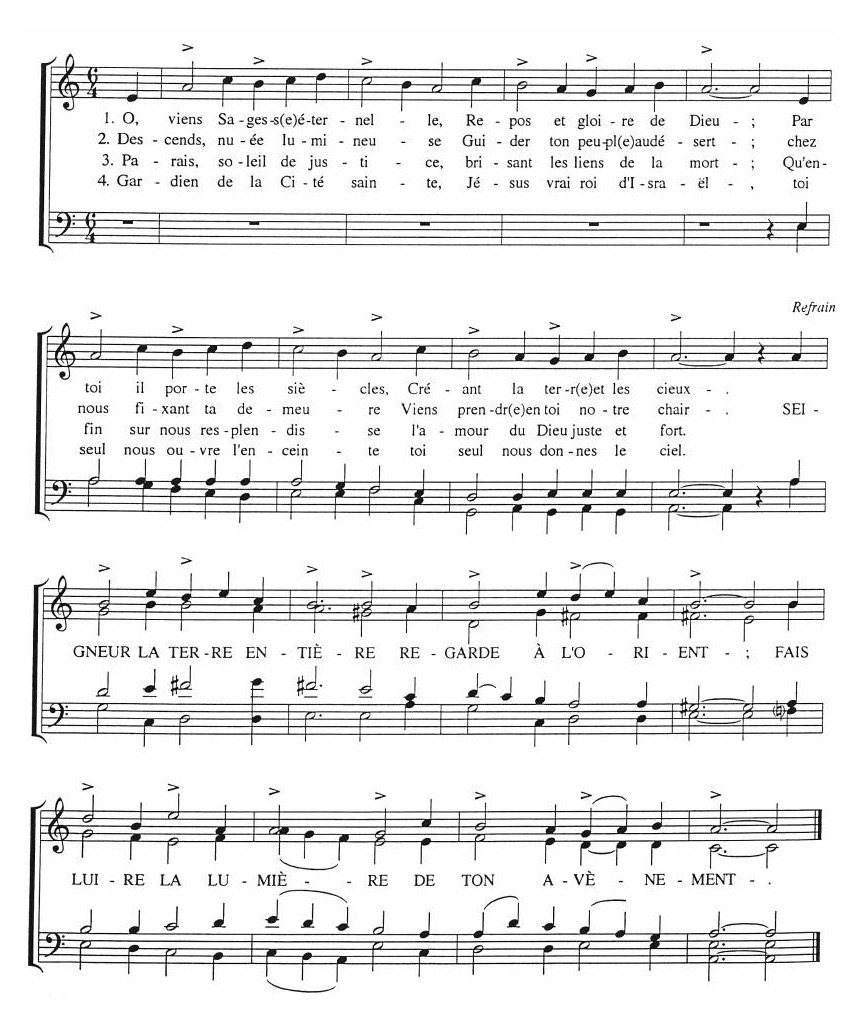 6
4
1. O, viens Sa - ges - s(e)é - ter - nel - le, Re - pos et gloi - re de Dieu - ; Par
2. Des - cends, nu - ée lu - mi - neu - se Gui - der ton peu - pl(e)audé - sert - ; chez
3. Pa - rais, so - leil de jus - ti - ce, bri - sant les liens de la mort - ; Qu'en-
4. Gar - dien de la Ci - té sain - te, Jé - sus vrai roi d'I - sra - ël - , toi
6
4
Refrain
toi il por - te les siè - cles, Cré - ant la ter - r(e)et les cieux - .
nous fi - xant ta de - meu - re Viens pren - dr(e)en toi no - tre chair - . SEI -
fin sur nous res - plen - dis - se l'a - mour du Dieu juste et fort.
seul nous ou - vre l'en - cein - te toi seul nous don - nes le ciel.
GNEUR LA TER - RE EN - TIÈ - RE RE - GARDE À L'O - RI - ENT - ; FAIS
LUI - RE LA LU - MIÈ - - RE DE TON A - VÈ - NE - MENT - .